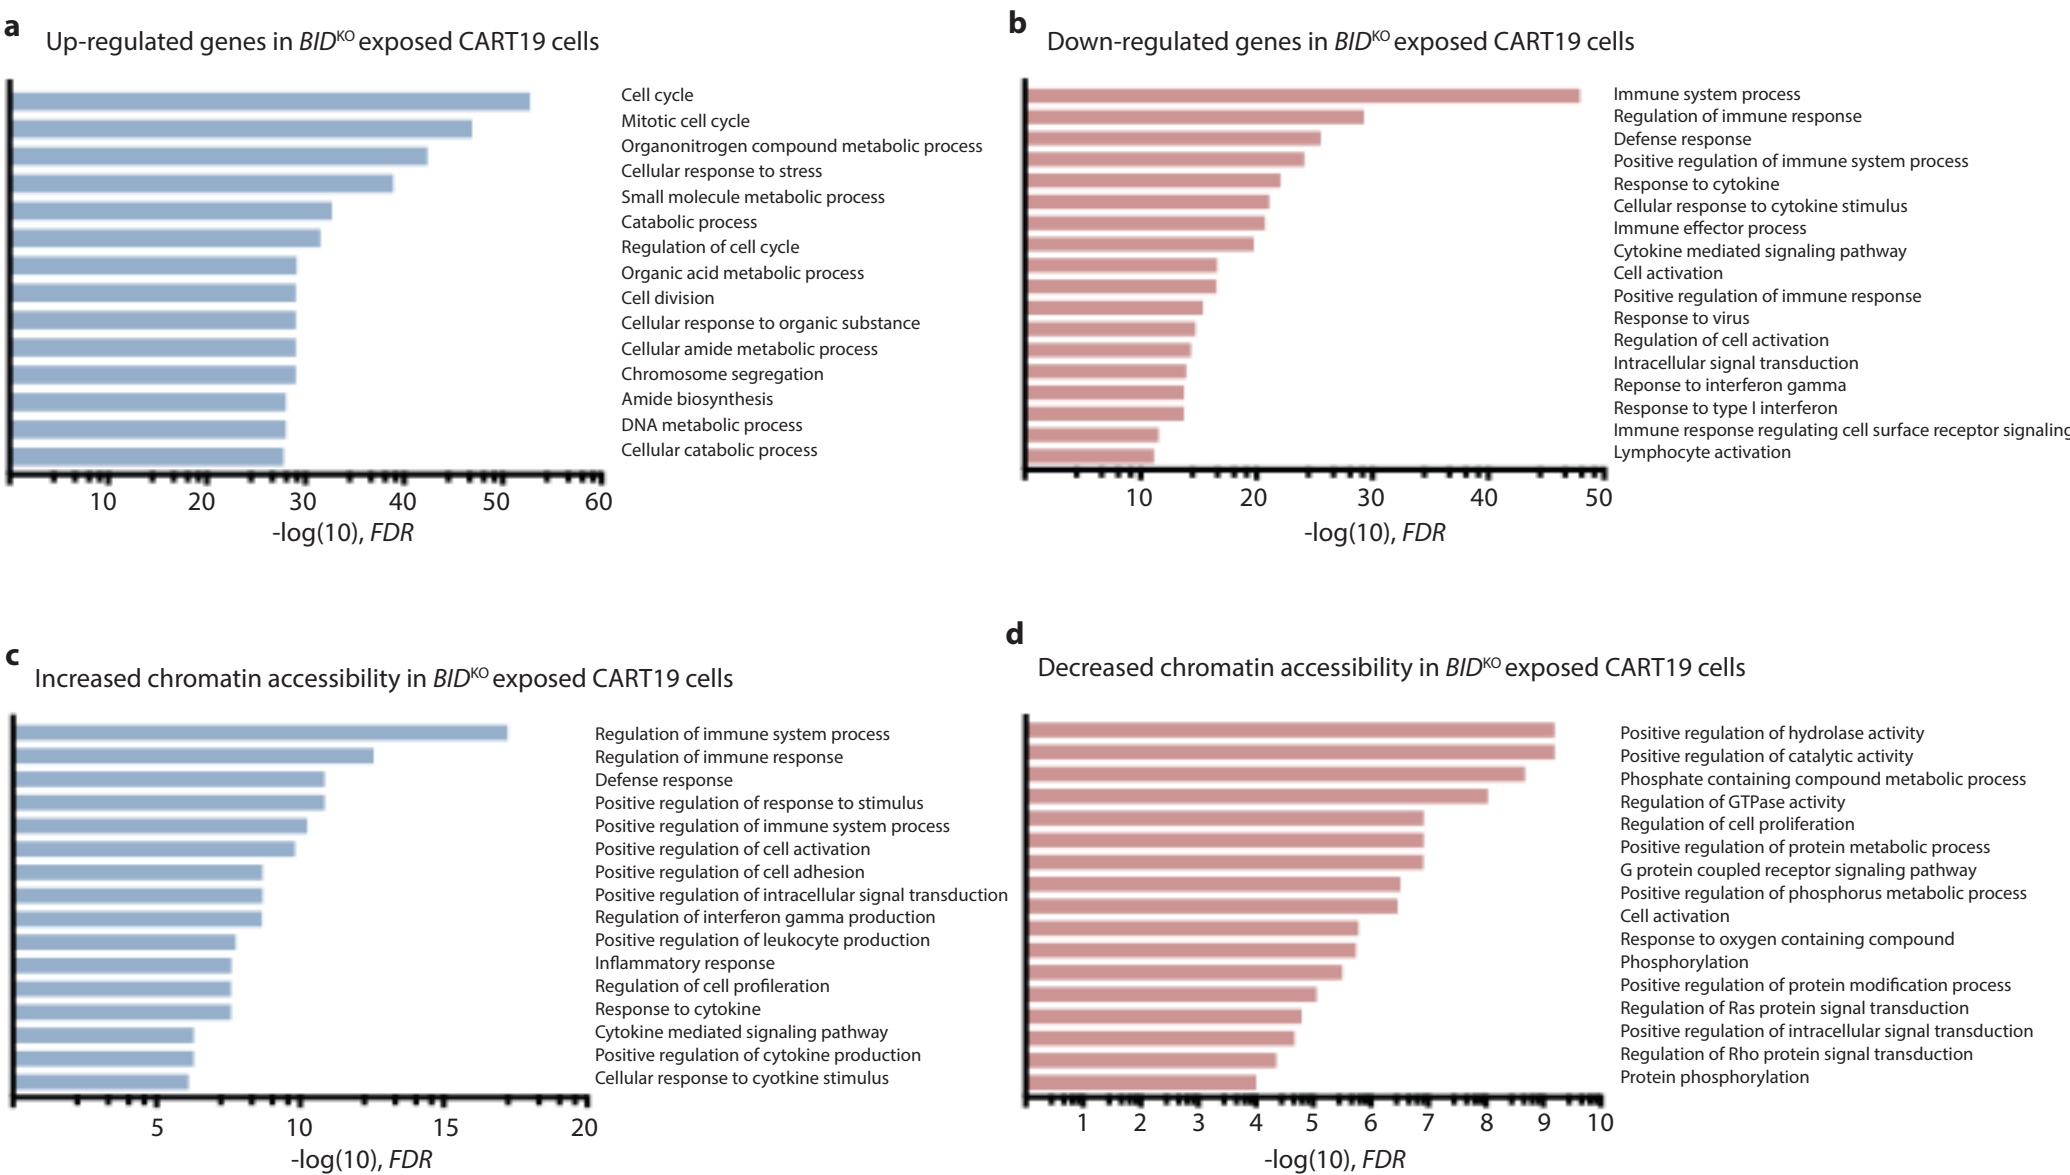 a
Up-regulated genes in BIDKO exposed CART19 cells
Cell cycle
Mitotic cell cycle
Organonitrogen compound metabolic process
Cellular response to stress
Small molecule metabolic process
Catabolic process
Regulation of cell cycle
Organic acid metabolic process
Cell division
Cellular response to organic substance
Cellular amide metabolic process
Chromosome segregation
Amide biosynthesis
DNA metabolic process
Cellular catabolic process
10 20 30 40 50 60
-log(10), FDR
b
Down-regulated genes in BIDKO exposed CART19 cells
Immune system process
Regulation of immune response
Defense response
Positive regulation of immune system process
Response to cytokine
Cellular response to cytokine stimulus
Immune effector process
Cytokine mediated signaling pathway
Cell activation
Positive regulation of immune response
Response to virus
Regulation of cell activation
Intracellular signal transduction
Reponse to interferon gamma
Response to type I interferon
Immune response regulating cell surface receptor signaling
Lymphocyte activation
10 20 30 40 50
-log(10), FDR
c
Increased chromatin accessibility in BIDKO exposed CART19 cells
Regulation of immune system process
Regulation of immune response
Defense response
Positive regulation of response to stimulus
Positive regulation of immune system process
Positive regulation of cell activation
Positive regulation of cell adhesion
Positive regulation of intracellular signal transduction
Regulation of interferon gamma production
Positive regulation of leukocyte production
Inflammatory response
Regulation of cell profileration
Response to cytokine
Cytokine mediated signaling pathway
Positive regulation of cytokine production
Cellular response to cyotkine stimulus
5 10 15 20
-log(10), FDR
d
Decreased chromatin accessibility in BIDKO exposed CART19 cells
Positive regulation of hydrolase activity
Positive regulation of catalytic activity
Phosphate containing compound metabolic process
Regulation of GTPase activity
Regulation of cell proliferation
Positive regulation of protein metabolic process
G protein coupled receptor signaling pathway
Positive regulation of phosphorus metabolic process
Cell activation
Response to oxygen containing compound
Phosphorylation
Positive regulation of protein modification process
Regulation of Ras protein signal transduction
Positive regulation of intracellular signal transduction
Regulation of Rho protein signal transduction
Protein phosphorylation
1 2 3 4 5 6 7 8 9 10
-log(10), FDR